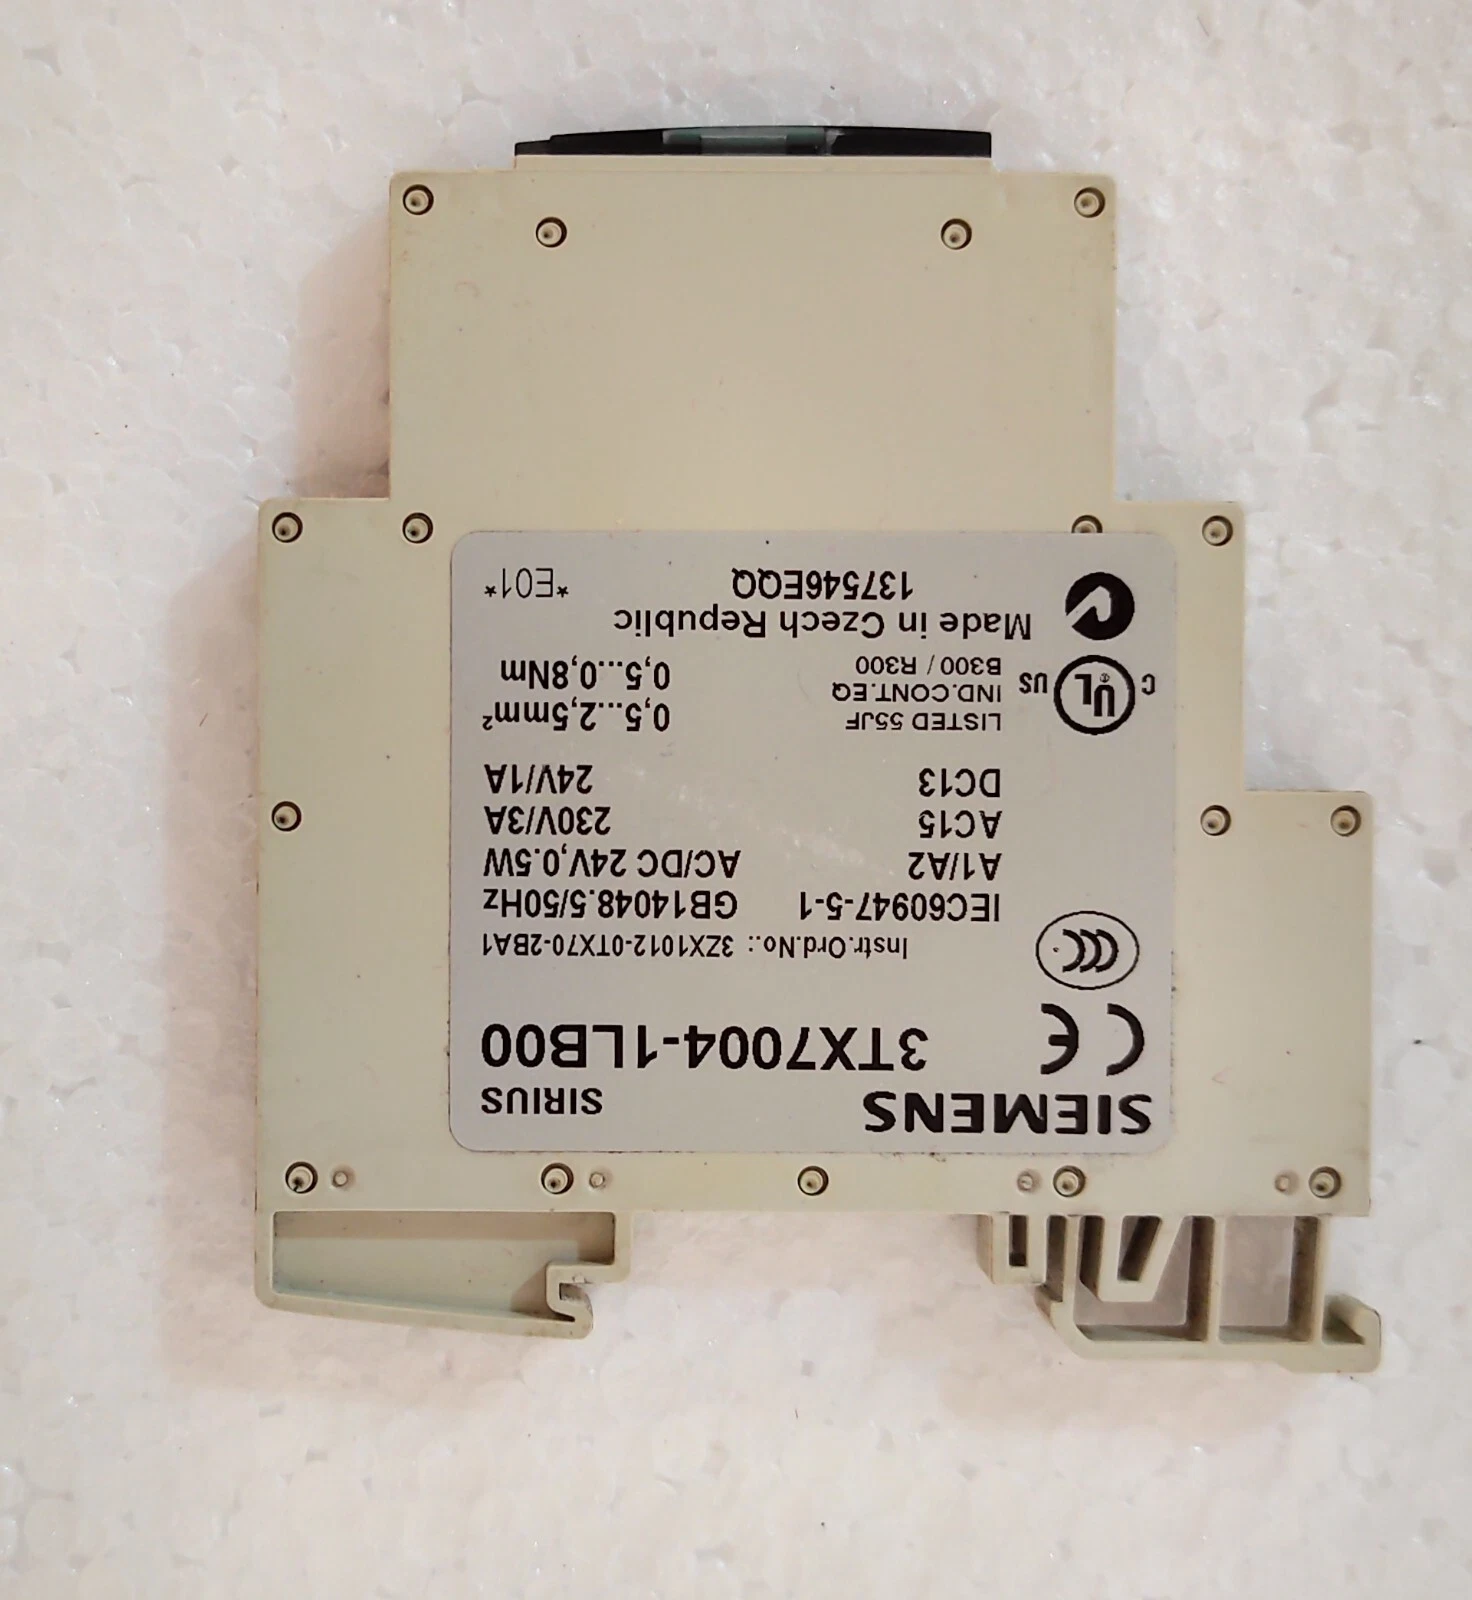 SIEMENS SIRIUS
CE 3TX7004-1LB00
Instr.Ord.No.: 3ZX1012-0TX70-2BA1
CCC IEC60947-5-1 GB14048.5/50Hz
A1/A2 AC/DC 24V,0.5W
AC15 230V/3A
DC13 24V/1A
LISTED 55JF 0,5...2,5mm²
C UL® US IND.CONT.EQ
B300 / R300 0,5...0,8Nm
Made in Czech Republic
137546EQQ *E01*